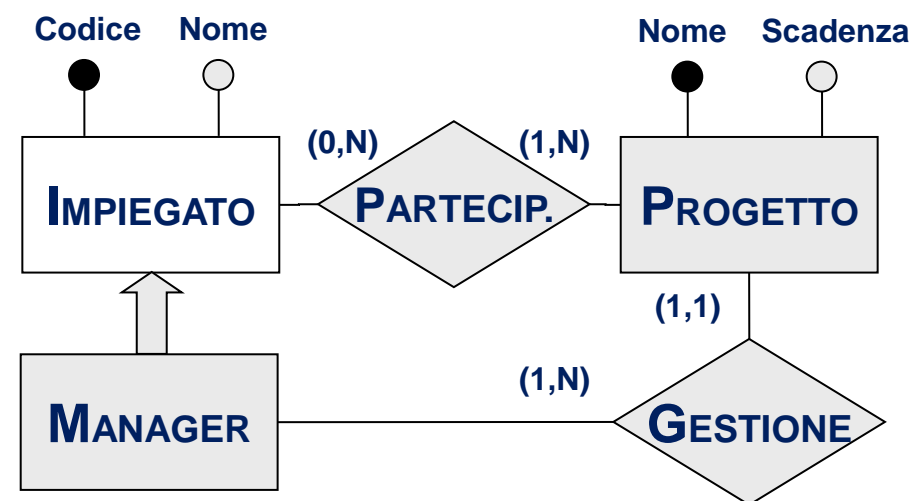 Codice Nome
Nome Scadenza
(0,N) (1,N)
IMPIEGATO PARTECIP. PROGETTO
(1,1)
(1,N)
MANAGER GESTIONE